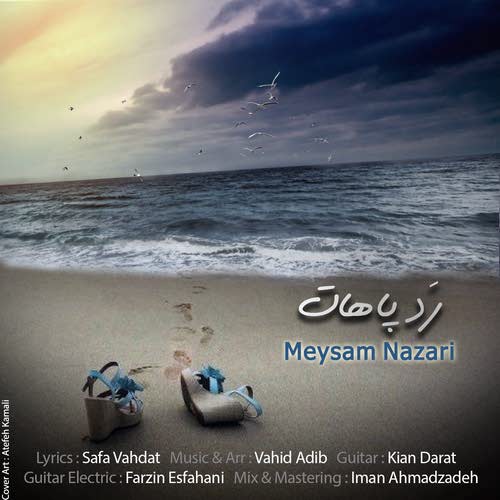 رَد پاهات
Meysam Nazari
Lyrics : Safa Vahdat Music & Arr : Vahid Adib Guitar : Kian Darat
Guitar Electric : Farzin Esfahani Mix & Mastering : Iman Ahmadzadeh
Cover Art : Atefeh Kamali